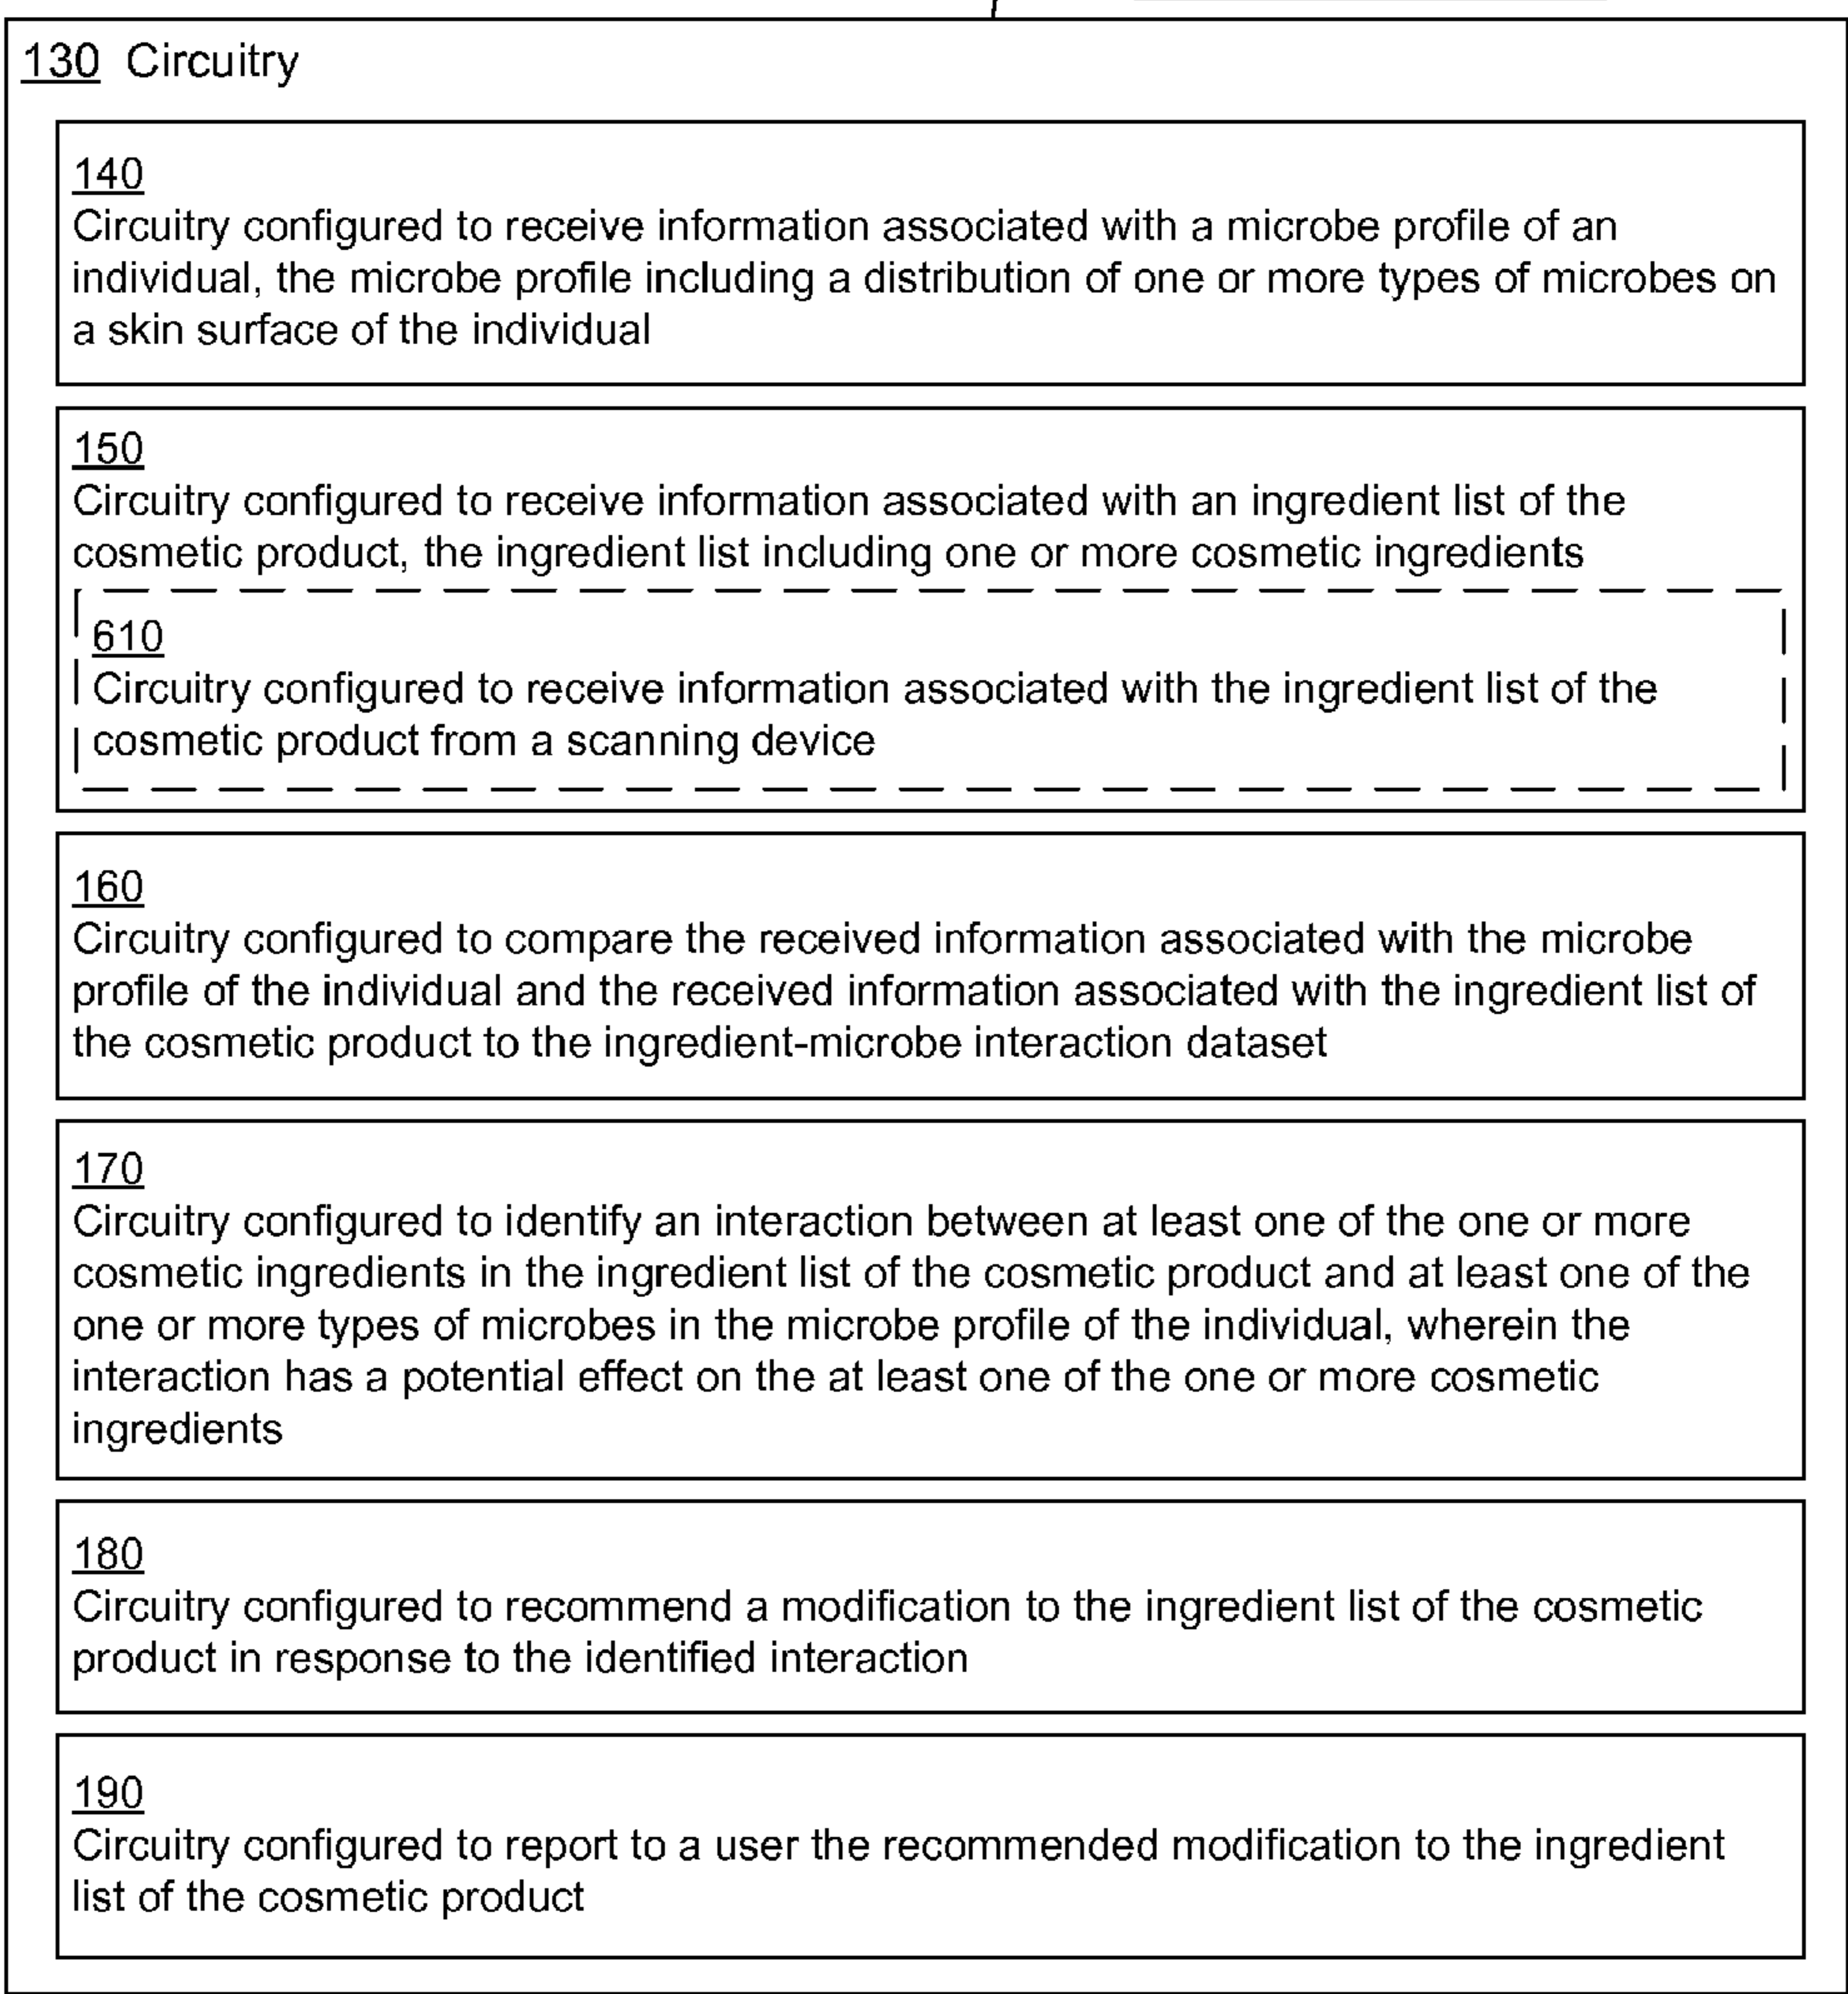 130 Circuitry
140
Circuitry configured to receive information associated with a microbe profile of an
individual, the microbe profile including a distribution of one or more types of microbes on
a skin surface of the individual
150
Circuitry configured to receive information associated with an ingredient list of the
cosmetic product, the ingredient list including one or more cosmetic ingredients
610
Circuitry configured to receive information associated with the ingredient list of the
cosmetic product from a scanning device
160
Circuitry configured to compare the received information associated with the microbe
profile of the individual and the received information associated with the ingredient list of
the cosmetic product to the ingredient-microbe interaction dataset
170
Circuitry configured to identify an interaction between at least one of the one or more
cosmetic ingredients in the ingredient list of the cosmetic product and at least one of the
one or more types of microbes in the microbe profile of the individual, wherein the
interaction has a potential effect on the at least one of the one or more cosmetic
ingredients
180
Circuitry configured to recommend a modification to the ingredient list of the cosmetic
product in response to the identified interaction
190
Circuitry configured to report to a user the recommended modification to the ingredient
list of the cosmetic product